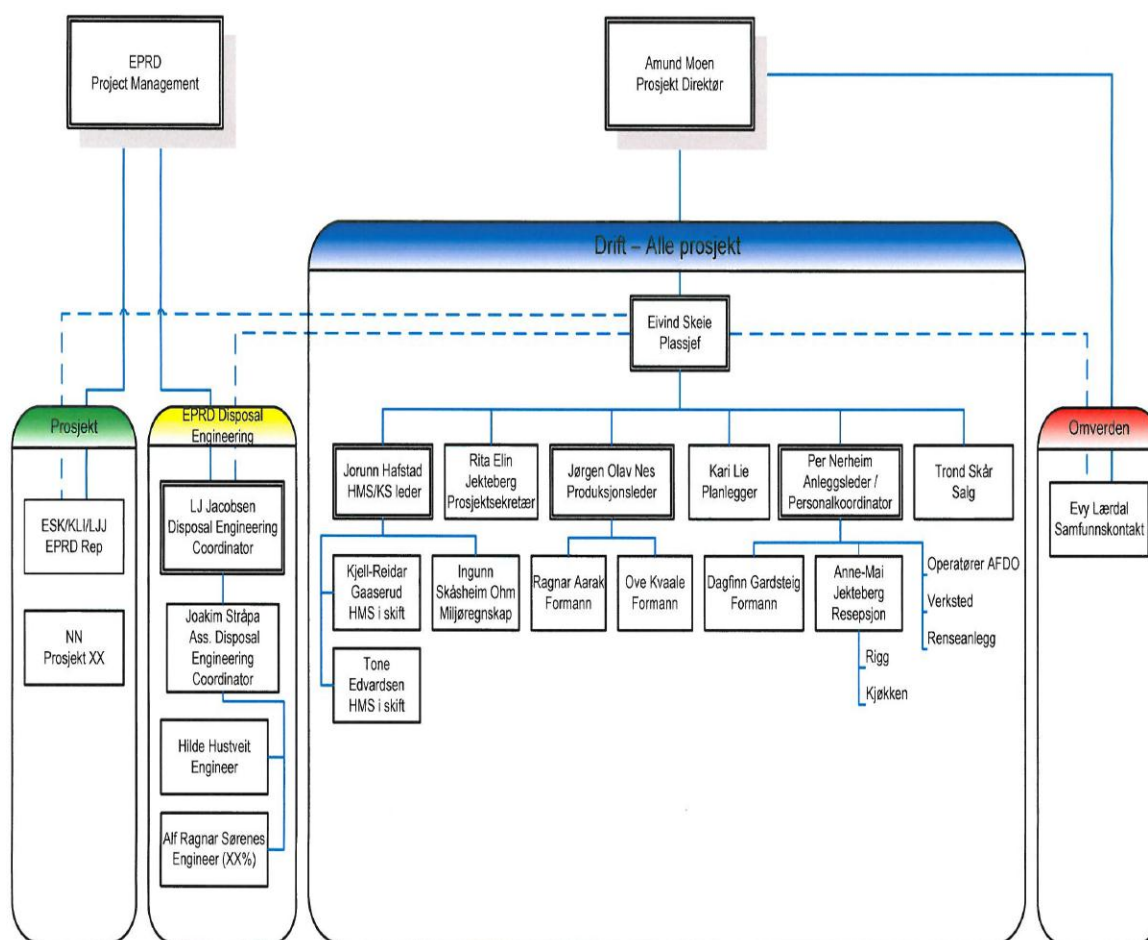 EPRD
Project Management
Amund Moen
Prosjekt Direktør
Drift – Alle prosjekt
Eivind Skeie
Plassjef
Prosjekt
ESK/KLI/LJJ
EPRD Rep
NN
Prosjekt XX
EPRD Disposal
Engineering
LJ Jacobsen
Disposal Engineering
Coordinator
Joakim Stråpa
Ass. Disposal
Engineering
Coordinator
Hilde Hustveit
Engineer
Alf Ragnar Sørenes
Engineer (XX%)
Jorunn Hafstad
HMS/KS leder
Rita Elin
Jekteberg
Prosjektsekretær
Jørgen Olav Nes
Produksjonsleder
Kari Lie
Planlegger
Per Nerheim
Anleggsleder /
Personalkoordinator
Trond Skår
Salg
Kjell-Reidar
Gaaserud
HMS i skift
Ingunn
Skåsheim Ohm
Miljøregnskap
Ragnar Aarak
Formann
Ove Kvaale
Formann
Dagfinn Gardsteig
Formann
Anne-Mai
Jekteberg
Resepsjon
Operatører AFDO
Verksted
Renseanlegg
Tone
Edvardsen
HMS i skift
Rigg
Kjøkken
Omverden
Evy Lærdal
Samfunnskontakt